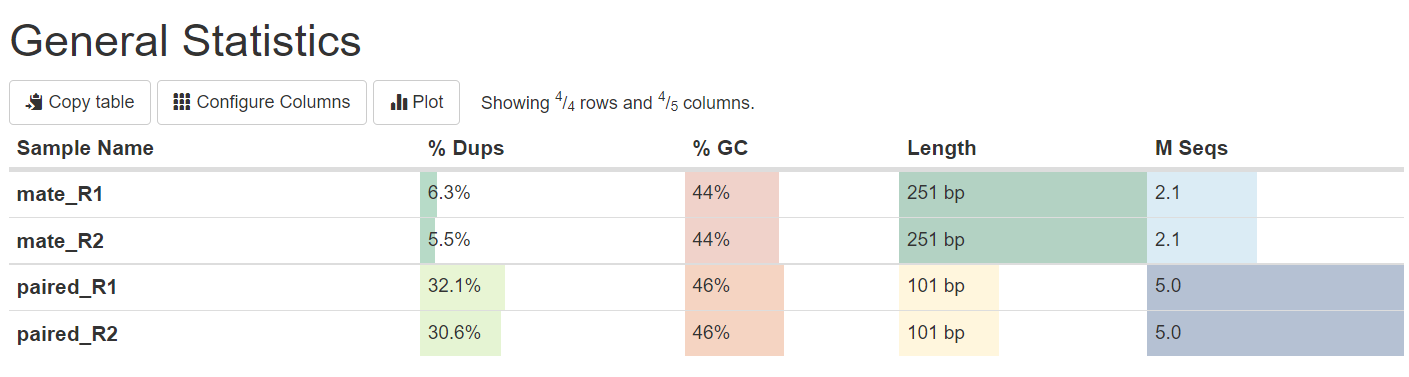 General Statistics
Copy table Configure Columns Plot Showing 4/4 rows and 4/5 columns.
Sample Name % Dups % GC Length M Seqs
mate_R1 6.3% 44% 251 bp 2.1
mate_R2 5.5% 44% 251 bp 2.1
paired_R1 32.1% 46% 101 bp 5.0
paired_R2 30.6% 46% 101 bp 5.0